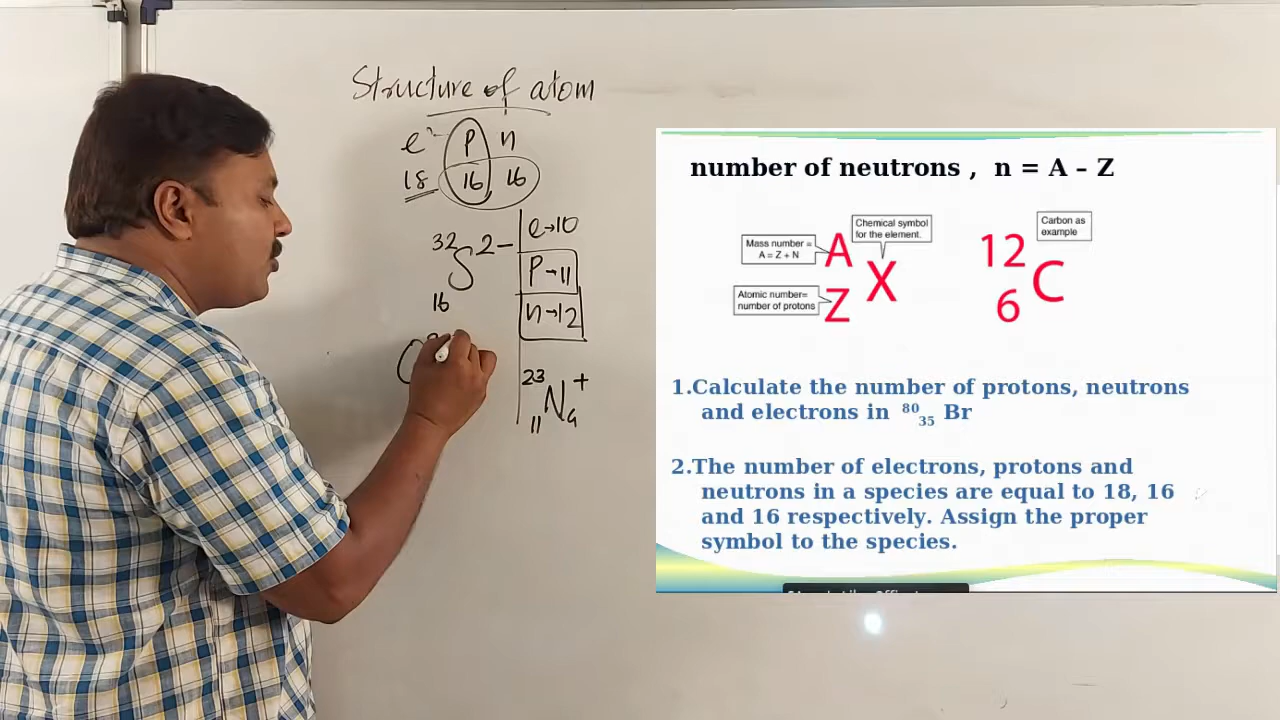 Structure of atom
e⁻ P n
18 16, 16
32 S 2-
16
e→10
P→11
n→12
23 Na +
11
number of neutrons , n = A – Z
Mass number =
A = Z + N
Chemical symbol
for the element.
A
X
Atomic number=
number of protons
Z
Carbon as
example
12
C
6
1.Calculate the number of protons, neutrons
and electrons in ⁸⁰₃₅ Br
2.The number of electrons, protons and
neutrons in a species are equal to 18, 16
and 16 respectively. Assign the proper
symbol to the species.